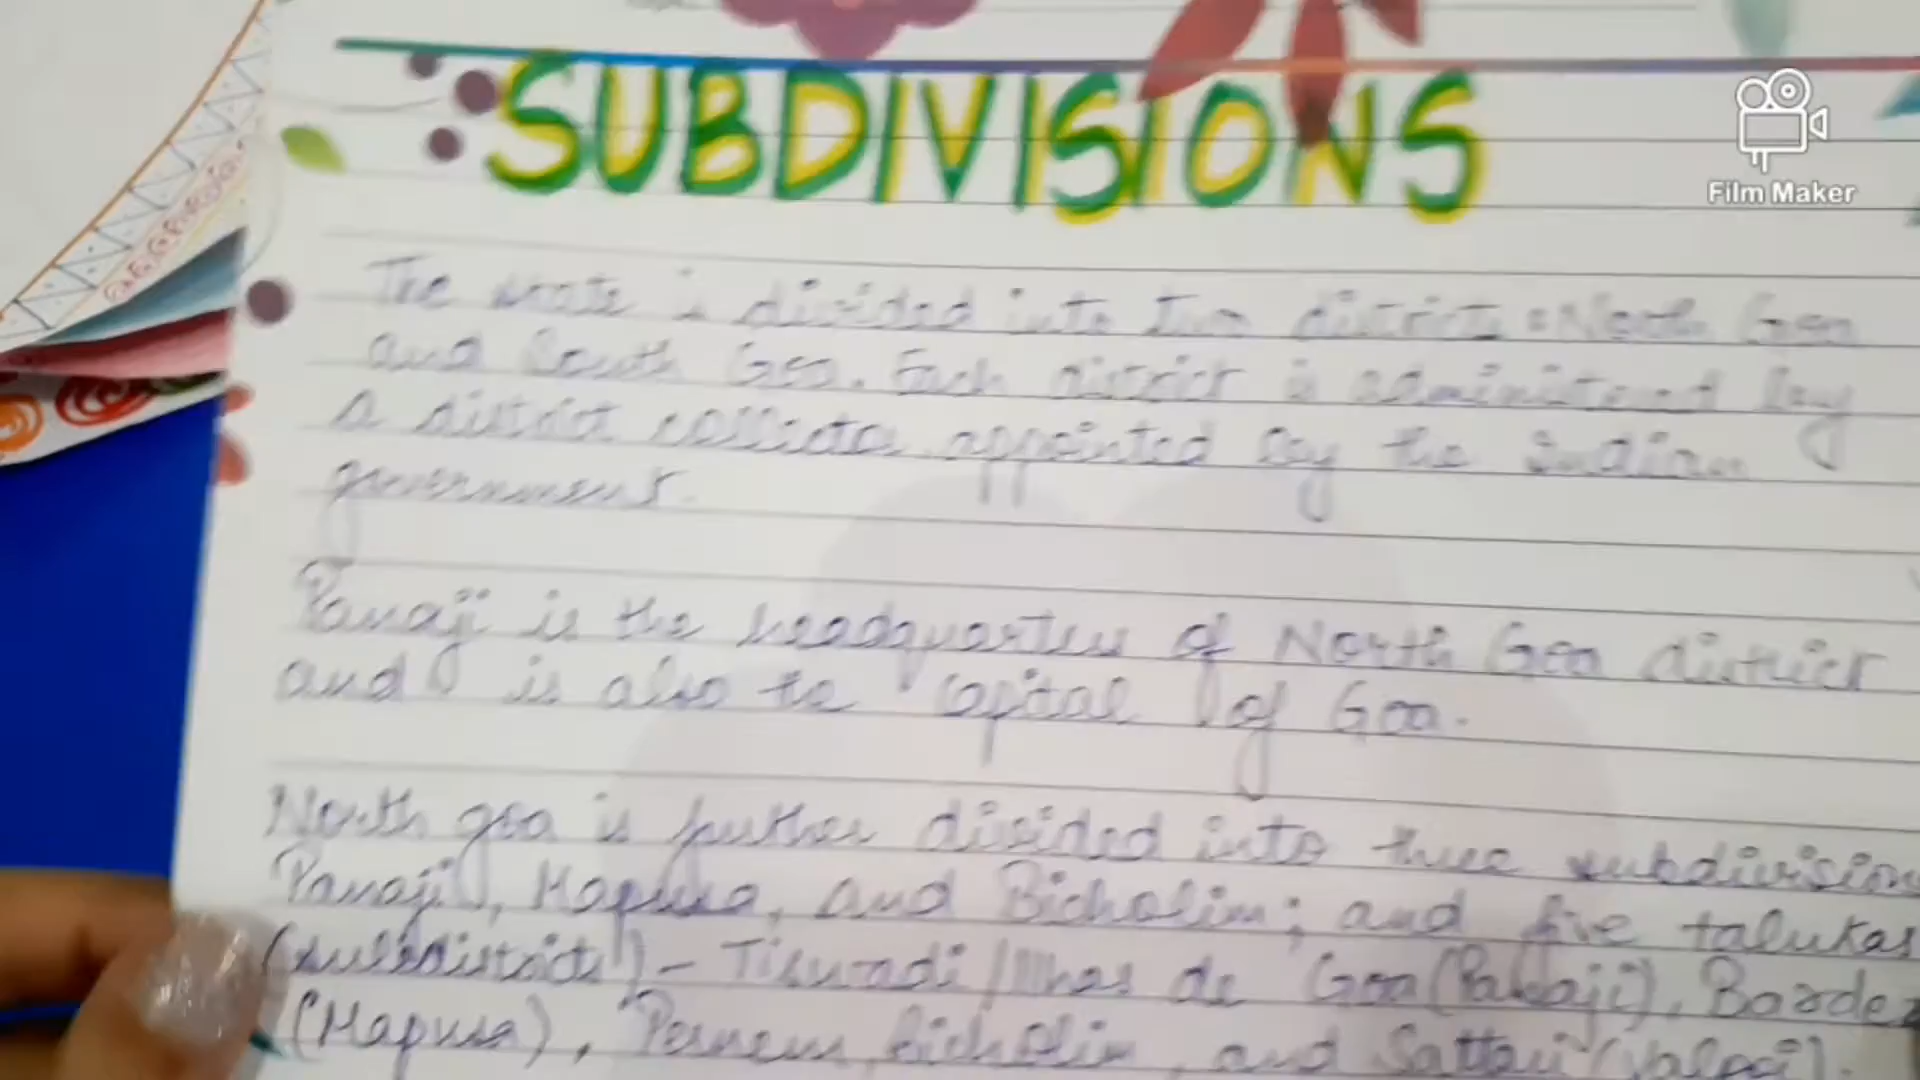 SUBDIVISIONS
Film Maker
The state is divided into two districts : North Goa
and South Goa. Each district is administered by
a district collector appointed by the Indian
government.
Panaji is the headquarters of North Goa district
and is also the capital of Goa.
North goa is further divided into three subdivisions
Panaji, Mapusa, and Bicholim; and five talukas
(subdistricts) - Tiswadi/Ilhas de Goa (Panaji), Bardez
(Mapusa), Pernem, Bicholim, and Sattari (Valpoi).